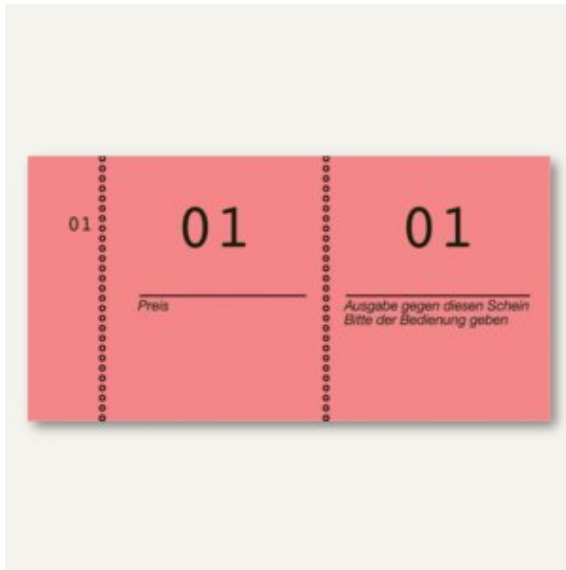 01
01
01
Preis
Ausgabe gegen diesen Schein
Bitte der Bedienung geben